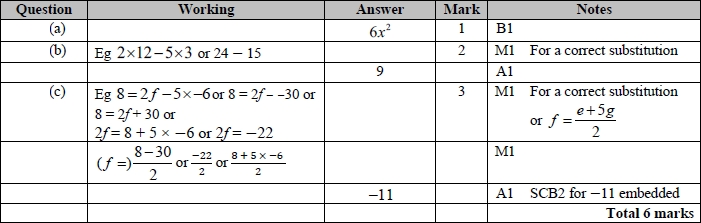 Question Working Answer Mark Notes
(a) 6x² 1 B1
(b) Eg 2×12−5×3 or 24 − 15 2 M1 For a correct substitution
9 A1
(c) Eg 8=2f −5×−6or 8 = 2f − −30 or 3 M1 For a correct substitution
8 = 2f + 30 or or f = (e+5g)/2
2f= 8 + 5 × −6 or 2f= −22
(f =) (8−30)/2 or (−22)/2 or (8+5×−6)/2 M1
−11 A1 SCB2 for −11 embedded
Total 6 marks